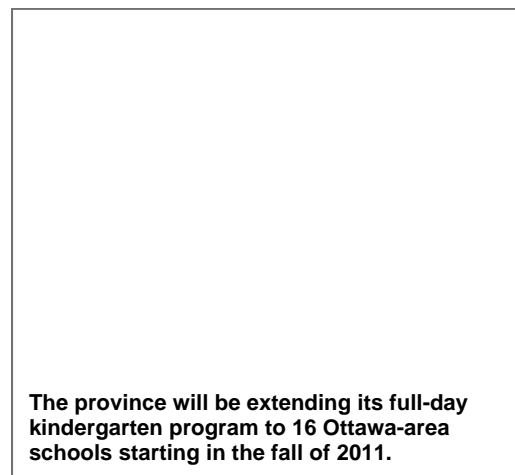 The province will be extending its full-day
kindergarten program to 16 Ottawa-area
schools starting in the fall of 2011.